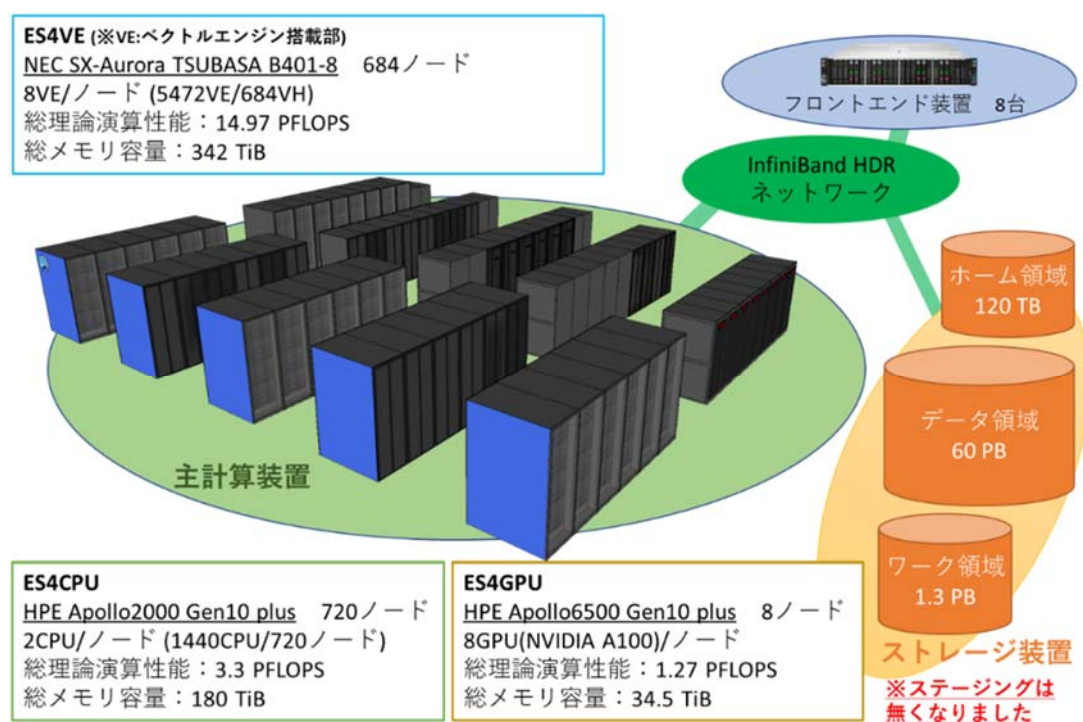 ES4VE (※VE:ベクトルエンジン搭載部)
NEC SX-Aurora TSUBASA B401-8 684ノード
8VE/ノード (5472VE/684VH)
総理論演算性能：14.97 PFLOPS
総メモリ容量：342 TiB
フロントエンド装置 8台
InfiniBand HDR
ネットワーク
ホーム領域
120 TB
データ領域
60 PB
ワーク領域
1.3 PB
ストレージ装置
※ステージングは
無くなりました
主計算装置
ES4CPU
HPE Apollo2000 Gen10 plus 720ノード
2CPU/ノード (1440CPU/720ノード)
総理論演算性能：3.3 PFLOPS
総メモリ容量：180 TiB
ES4GPU
HPE Apollo6500 Gen10 plus 8ノード
8GPU(NVIDIA A100)/ノード
総理論演算性能：1.27 PFLOPS
総メモリ容量：34.5 TiB